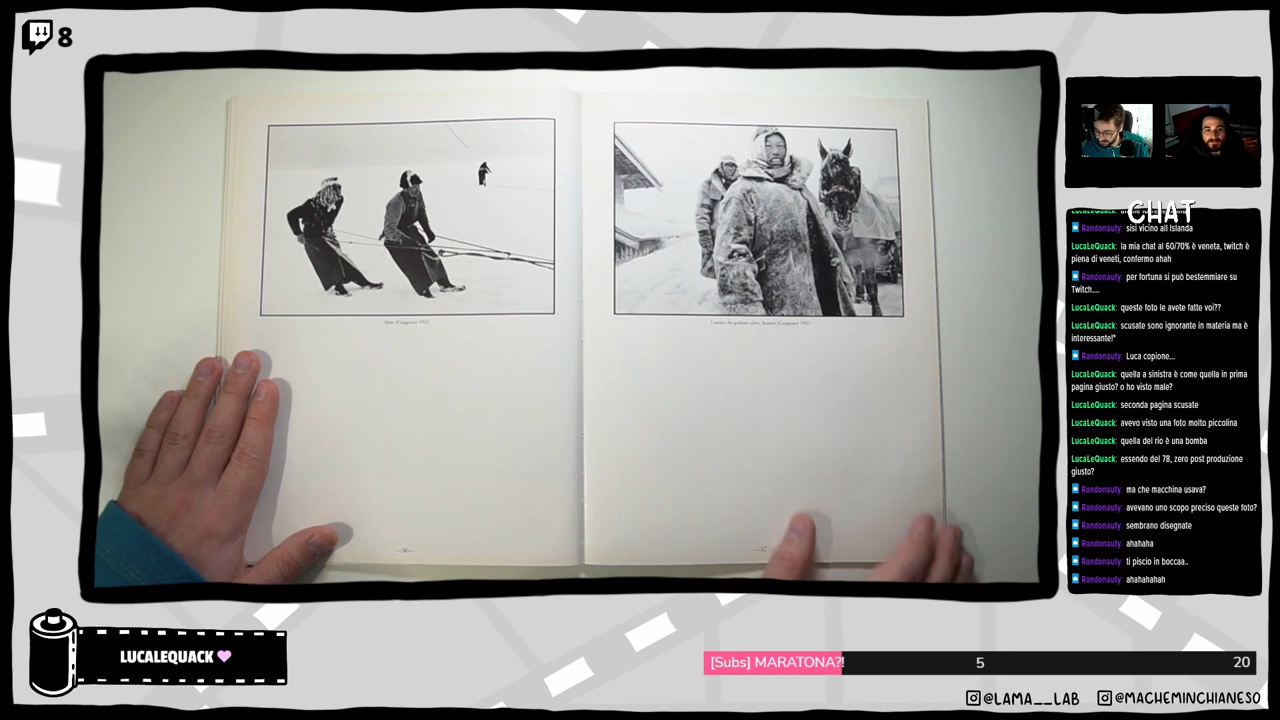 8
CHAT
Randonauty: sisi vicino all Islanda
LucaLeQuack: la mia chat al 60/70% è veneta, twitch è
piena di veneti, confermo ahah
Randonauty: per fortuna si può bestemmiare su
Twitch....
LucaLeQuack: queste foto le avete fatte voi??
LucaLeQuack: scusate sono ignorante in materia ma è
interessante!*
Randonauty: Luca copione...
LucaLeQuack: quella a sinistra è come quella in prima
pagina giusto? o ho visto male?
LucaLeQuack: seconda pagina scusate
LucaLeQuack: avevo visto una foto molto piccolina
LucaLeQuack: quella del rio è una bomba
LucaLeQuack: essendo del 78, zero post produzione
giusto?
Randonauty: ma che macchina usava?
Randonauty: avevano uno scopo preciso queste foto?
Randonauty: sembrano disegnate
Randonauty: ahahaha
Randonauty: ti piscio in boccaa..
Randonauty: ahahahahah
—36—
—37—
LUCALEQUACK
[Subs] MARATONA?! 5 20
@LAMA__LAB @MACHEMINCHIANESO